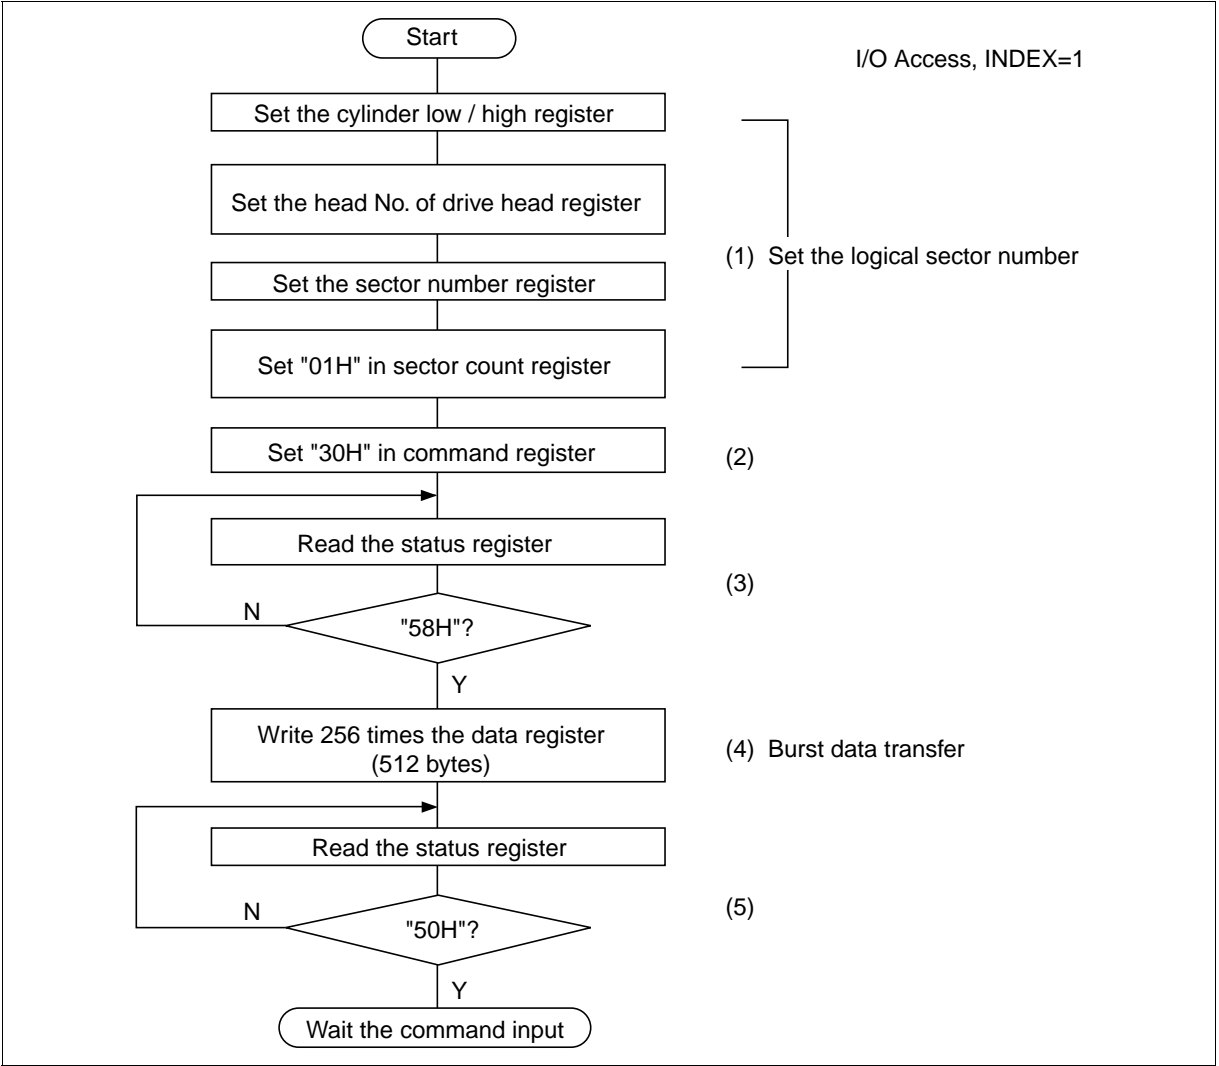 Start
I/O Access, INDEX=1
Set the cylinder low / high register
Set the head No. of drive head register
(1) Set the logical sector number
Set the sector number register
Set "01H" in sector count register
Set "30H" in command register
(2)
Read the status register
(3)
N
"58H"?
Y
Write 256 times the data register
(512 bytes)
(4) Burst data transfer
Read the status register
(5)
N
"50H"?
Y
Wait the command input